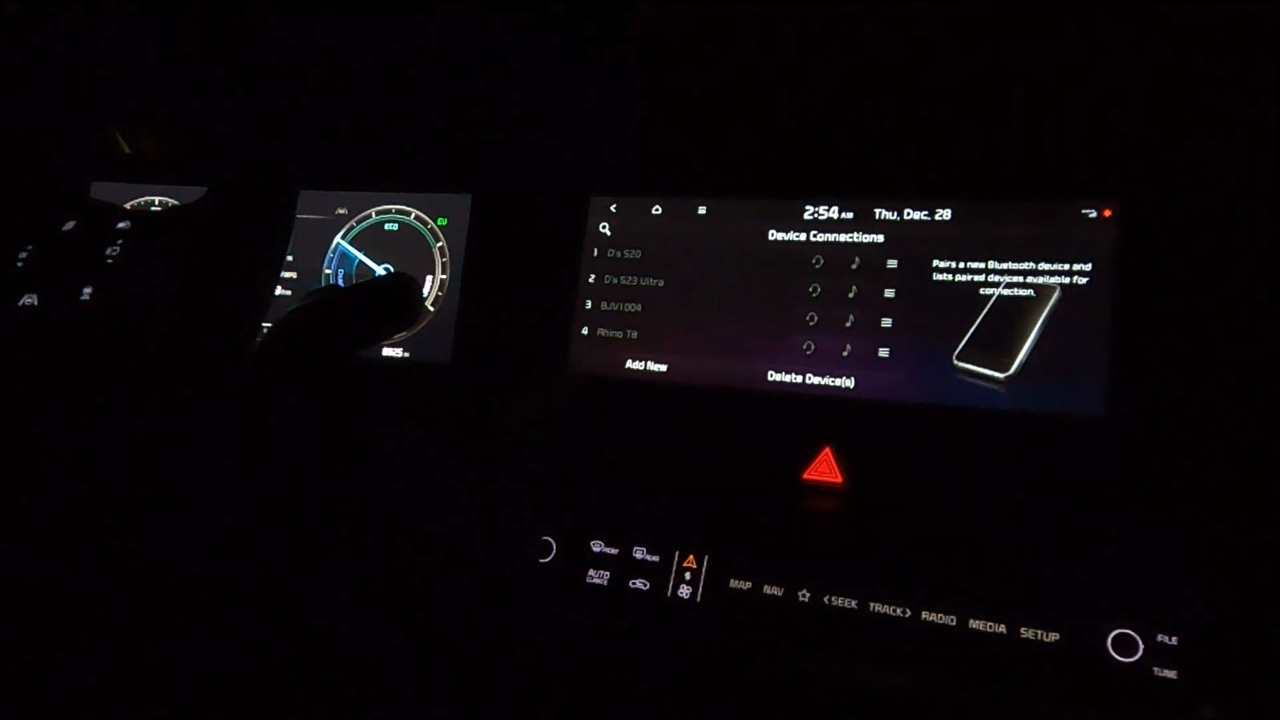 2:54 AM Thu, Dec. 28
Device Connections
1 D's S20
2 D's S23 Ultra
3 BJV1004
4 Rhino T8
Add New
Delete Device(s)
Pairs a new Bluetooth device and
lists paired devices available for
connection.
ECO
EV
FRONT
REAR
AUTO
CLIMATE
MAP
NAV
< SEEK
TRACK >
RADIO
MEDIA
SETUP
FILE
TUNE